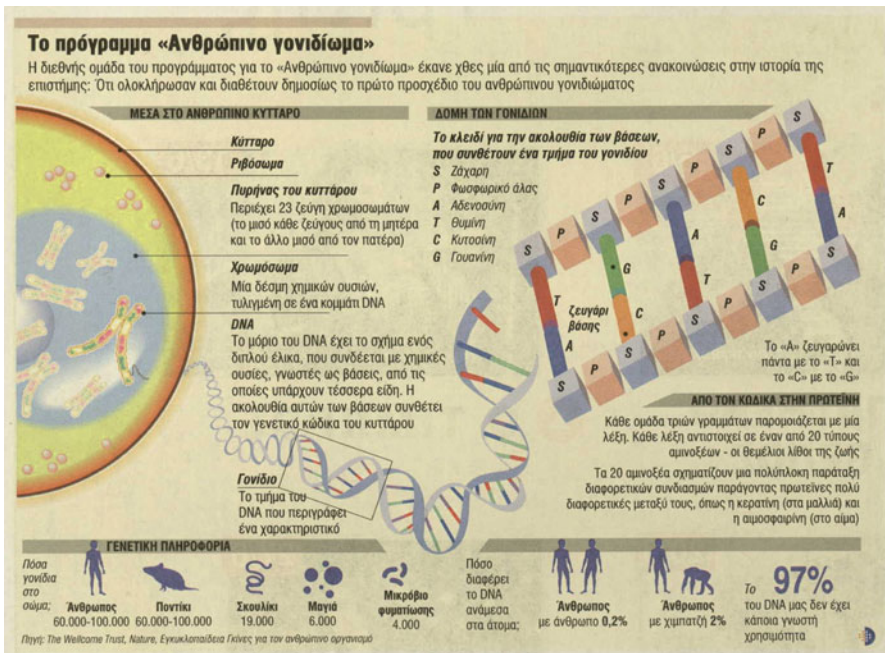 Το πρόγραμμα «Ανθρώπινο γονιδίωμα»
Η διεθνής ομάδα του προγράμματος για το «Ανθρώπινο γονιδίωμα» έκανε χθες μία από τις σημαντικότερες ανακοινώσεις στην ιστορία της
επιστήμης: Ότι ολοκλήρωσαν και διαθέτουν δημοσίως το πρώτο προσχέδιο του ανθρώπινου γονιδιώματος
ΜΕΣΑ ΣΤΟ ΑΝΘΡΩΠΙΝΟ ΚΥΤΤΑΡΟ
Κύτταρο
Ριβόσωμα
Πυρήνας του κυττάρου
Περιέχει 23 ζεύγη χρωμοσωμάτων
(το μισό κάθε ζεύγους από τη μητέρα
και το άλλο μισό από τον πατέρα)
Χρωμόσωμα
Μία δέσμη χημικών ουσιών,
τυλιγμένη σε ένα κομμάτι DNA
DNA
Το μόριο του DNA έχει το σχήμα ενός
διπλού έλικα, που συνδέεται με χημικές
ουσίες, γνωστές ως βάσεις, από τις
οποίες υπάρχουν τέσσερα είδη. Η
ακολουθία αυτών των βάσεων συνθέτει
τον γενετικό κώδικα του κυττάρου
Γονίδιο
Το τμήμα του
DNA που περιγράφει
ένα χαρακτηριστικό
ΔΟΜΗ ΤΩΝ ΓΟΝΙΔΙΩΝ
Το κλειδί για την ακολουθία των βάσεων,
που συνθέτουν ένα τμήμα του γονιδίου
S Ζάχαρη
P Φωσφωρικό άλας
A Αδενοσύνη
T Θυμίνη
C Κυτοσίνη
G Γουανίνη
S P S P S P S P S
T G A C T
ζευγάρι
βάσης
A C T G A
S P S P S P S P S
Το «A» ζευγαρώνει
πάντα με το «T» και
το «C» με το «G»
ΑΠΟ ΤΟΝ ΚΩΔΙΚΑ ΣΤΗΝ ΠΡΩΤΕΪΝΗ
Κάθε ομάδα τριών γραμμάτων παρομοιάζεται με μία
λέξη. Κάθε λέξη αντιστοιχεί σε έναν από 20 τύπους
αμινοξέων - οι θεμέλιοι λίθοι της ζωής
Τα 20 αμινοξέα σχηματίζουν μια πολύπλοκη παράταξη
διαφορετικών συνδιασμών παράγοντας πρωτεΐνες πολύ
διαφορετικές μεταξύ τους, όπως η κερατίνη (στα μαλλιά) και
η αιμοσφαιρίνη (στο αίμα)
ΓΕΝΕΤΙΚΗ ΠΛΗΡΟΦΟΡΙΑ
Πόσα
γονίδια
στο
σώμα;
Άνθρωπος
60.000-100.000
Ποντίκι
60.000-100.000
Σκουλίκι
19.000
Μαγιά
6.000
Μικρόβιο
φυματίωσης
4.000
Πόσο
διαφέρει
το DNA
ανάμεσα
στα άτομα;
Άνθρωπος
με άνθρωπο 0,2%
Άνθρωπος
με χιμπατζή 2%
Το 97%
του DNA μας δεν έχει
κάποια γνωστή
χρησιμότητα
Πηγή: The Wellcome Trust, Nature, Εγκυκλοπαίδεια Γκίνες για τον ανθρώπινο οργανισμό